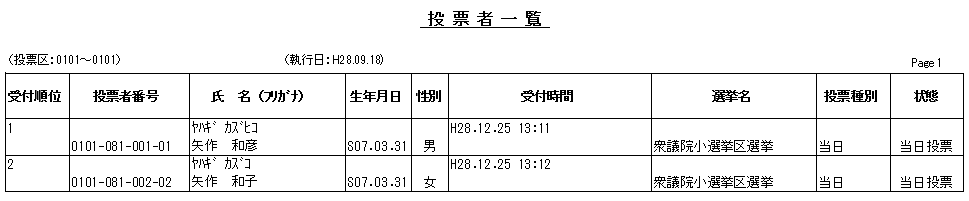 投票者一覧
(投票区:0101～0101) (執行日:H28.09.18) Page 1
受付順位 投票者番号 氏 名 (ﾌﾘｶﾞﾅ) 生年月日 性別 受付時間 選挙名 投票種別 状態
1 ﾔﾊｷﾞ ｶｽﾞﾋｺ H28.12.25 13:11
0101-081-001-01 矢作 和彦 S07.03.31 男 衆議院小選挙区選挙 当日 当日投票
2 ﾔﾊｷﾞ ｶｽﾞｺ H28.12.25 13:12
0101-081-002-02 矢作 和子 S07.03.31 女 衆議院小選挙区選挙 当日 当日投票